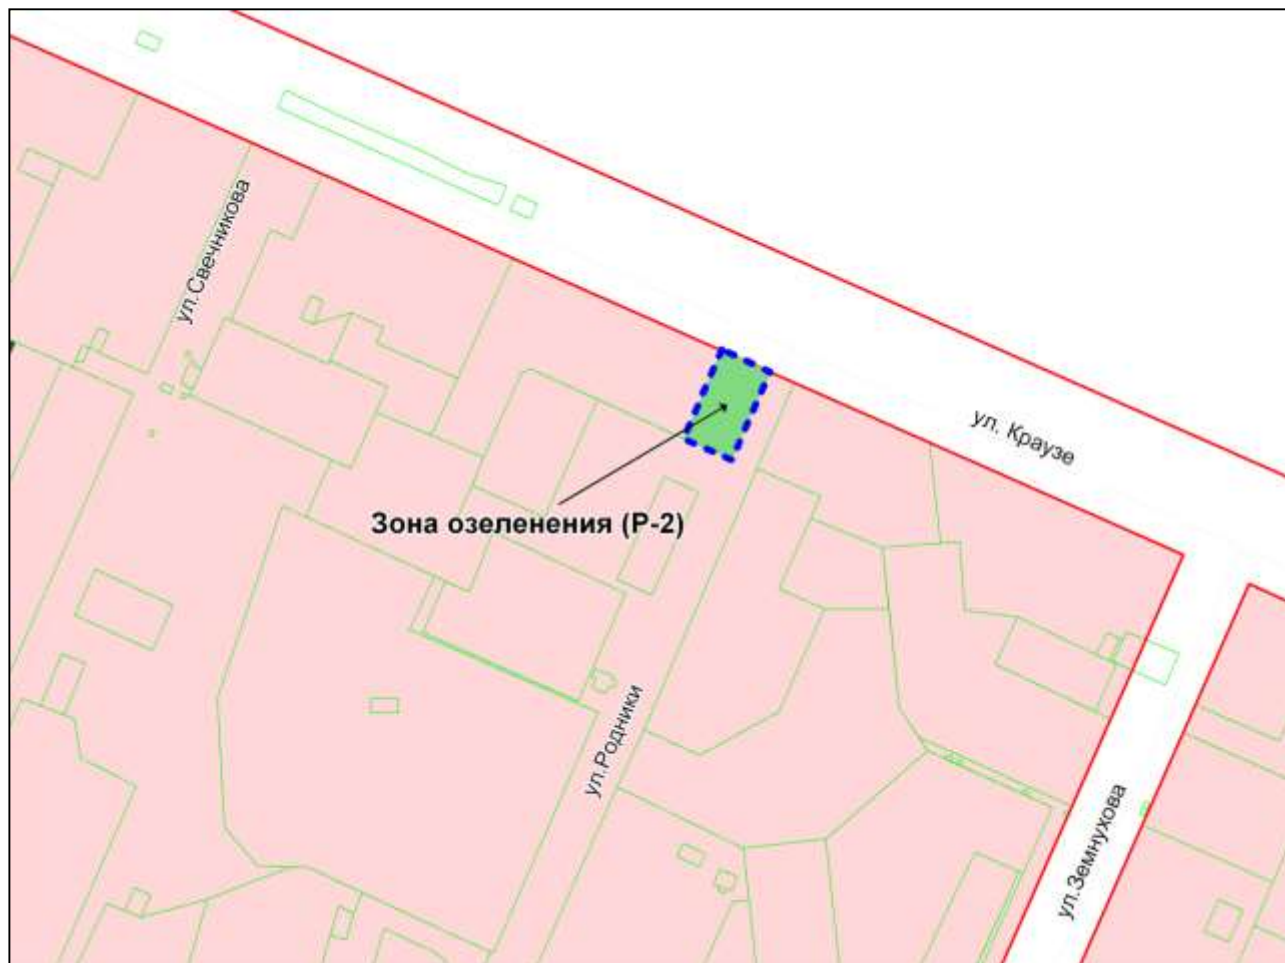 ул.Свечникова
ул. Краузе
Зона озеленения (Р-2)
ул.Родники
ул.Земнухова